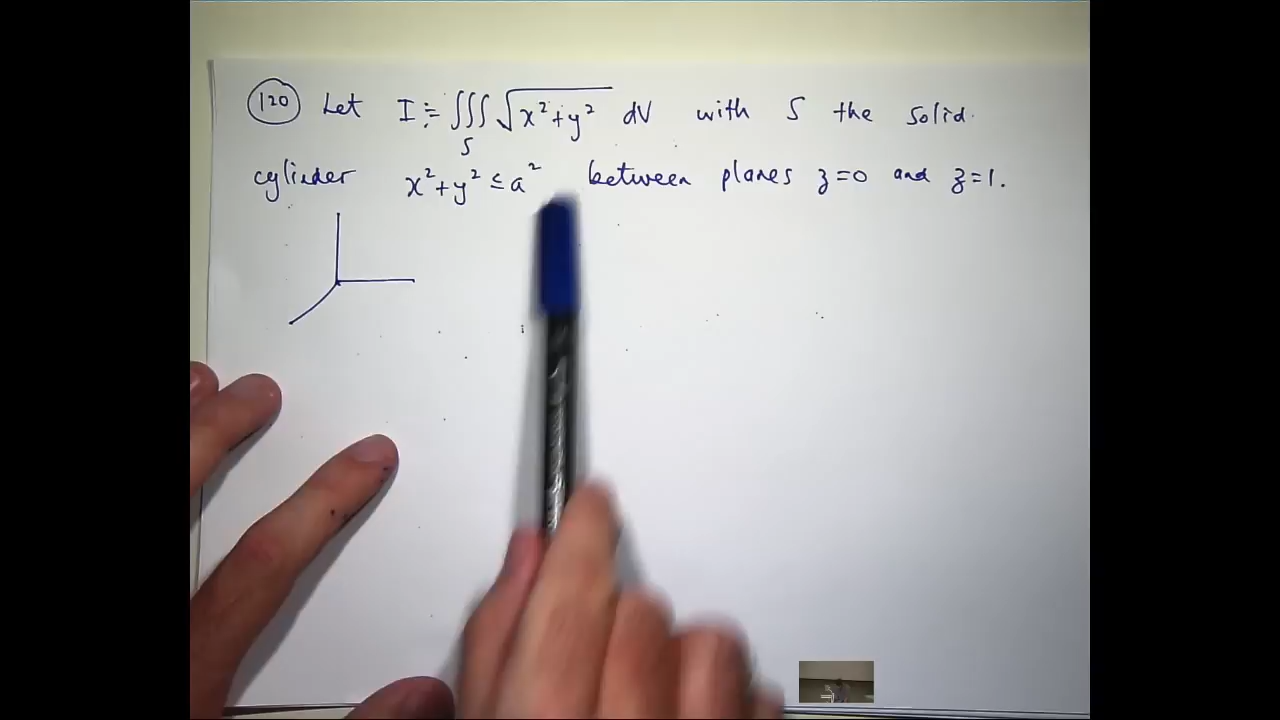 120 Let I := ∭_S √(x²+y²) dV with S the solid
cylinder x²+y² ≤ a² between planes z=0 and z=1.